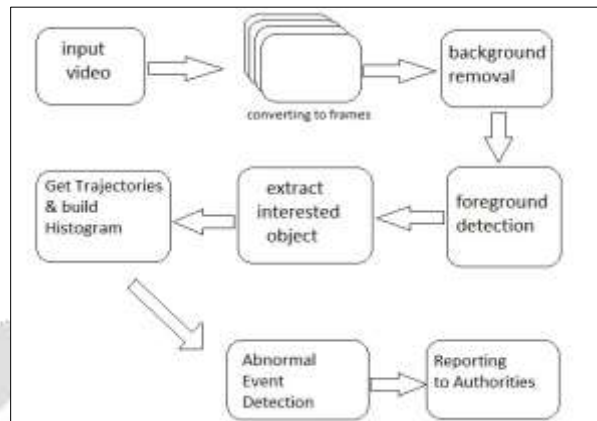 input
video
converting to frames
background
removal
foreground
detection
extract
interested
object
Get Trajectories
& build
Histogram
Abnormal
Event
Detection
Reporting
to Authorities